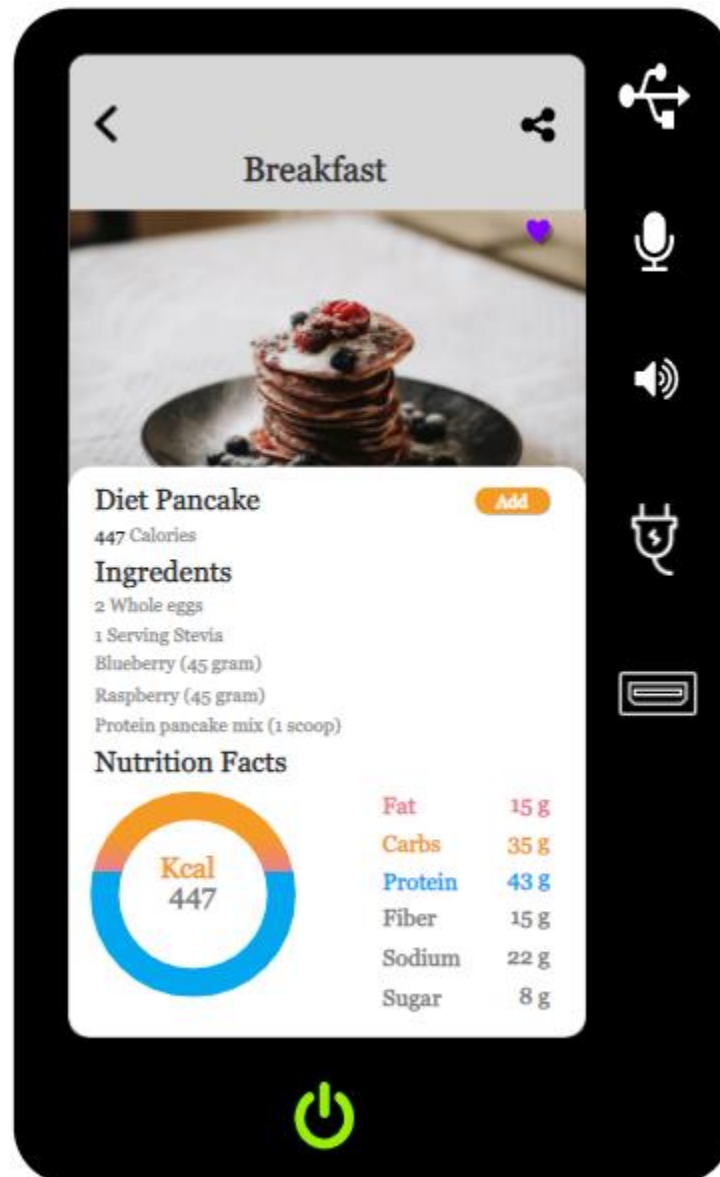 Breakfast
Diet Pancake Add
447 Calories
Ingredents
2 Whole eggs
1 Serving Stevia
Blueberry (45 gram)
Raspberry (45 gram)
Protein pancake mix (1 scoop)
Nutrition Facts
Kcal
447
Fat 15 g
Carbs 35 g
Protein 43 g
Fiber 15 g
Sodium 22 g
Sugar 8 g